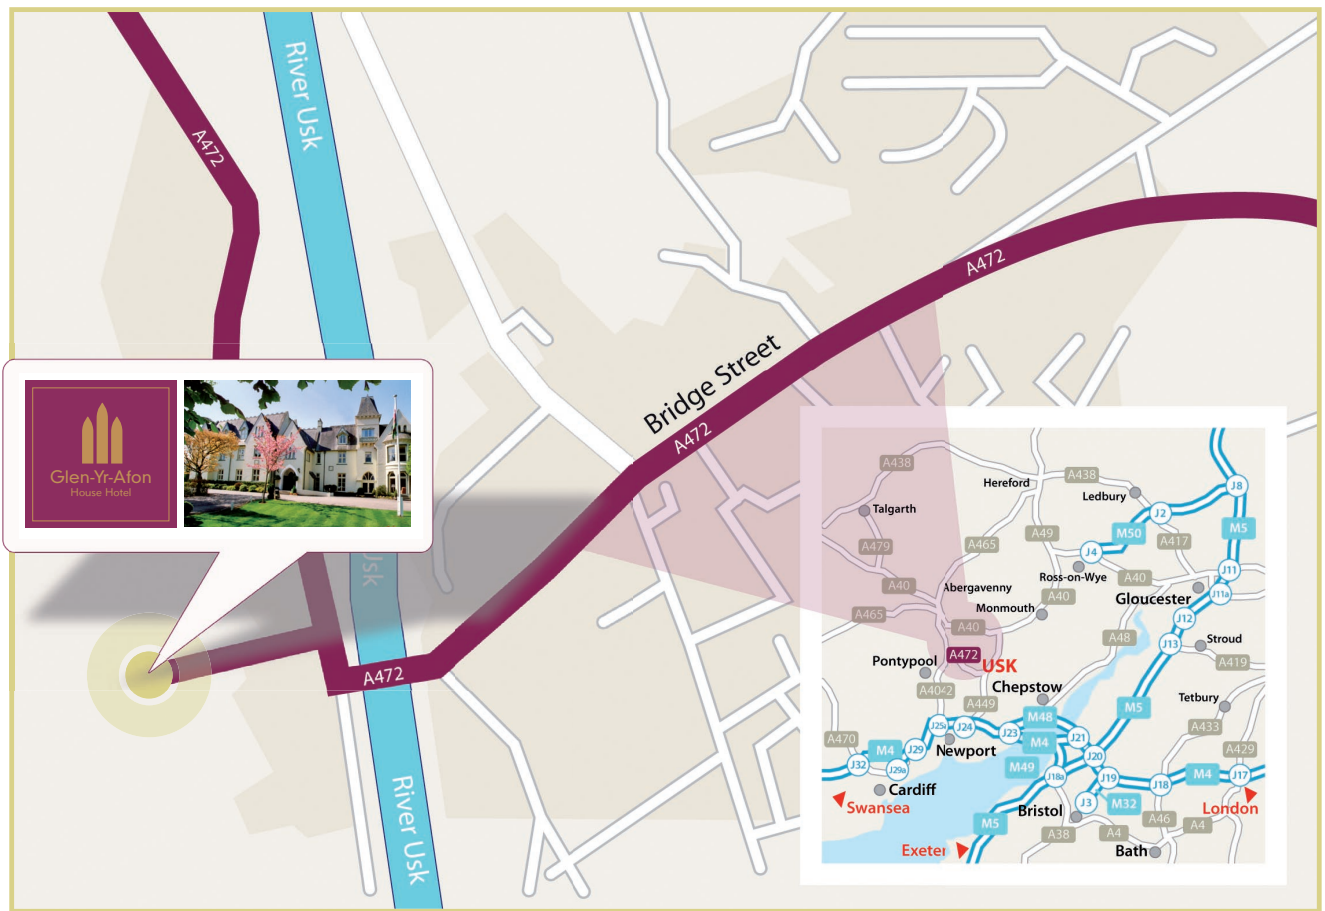 River Usk
A472
A472
Bridge Street
A472
Glen-Yr-Afon
House Hotel
Usk
A472
River Usk
A438
Hereford
A438
Ledbury
J8
Talgarth
J2
M5
A49
M50
A417
A479
A465
J4
Ross-on-Wye
J11
A40
Abergavenny
A40
Gloucester
J11a
A465
Monmouth
A40
A40
J12
A48
J13
Stroud
A472
USK
A419
Pontypool
Chepstow
A4042
A449
Tetbury
M5
M48
A433
J25a
J24
J23
J21
A470
M4
J29
Newport
M4
J20
A429
J32
J29a
M49
J18a
J19
J18
M4
J17
Cardiff
Swansea
Bristol
J3
M32
London
M5
A46
A4
A38
A4
Exeter
Bath